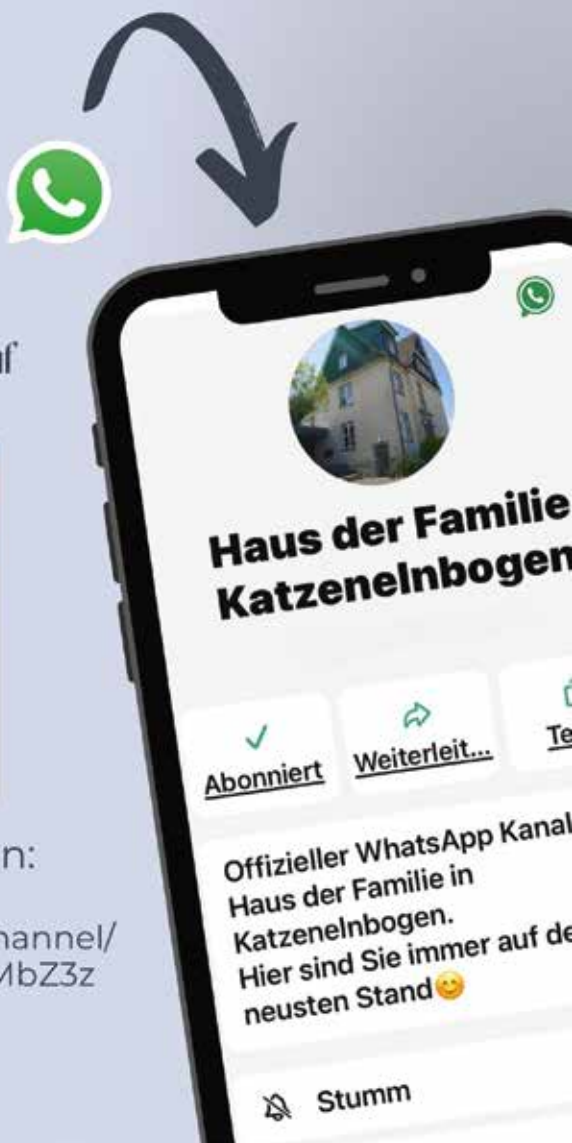 Haus der Familie
Katzenelnbogen
Abonniert
Weiterleit...
Offizieller WhatsApp Kanal
Haus der Familie in
Katzenelnbogen.
Hier sind Sie immer auf de
neusten Stand😊
Stumm
n:
hannel/
MbZ3z